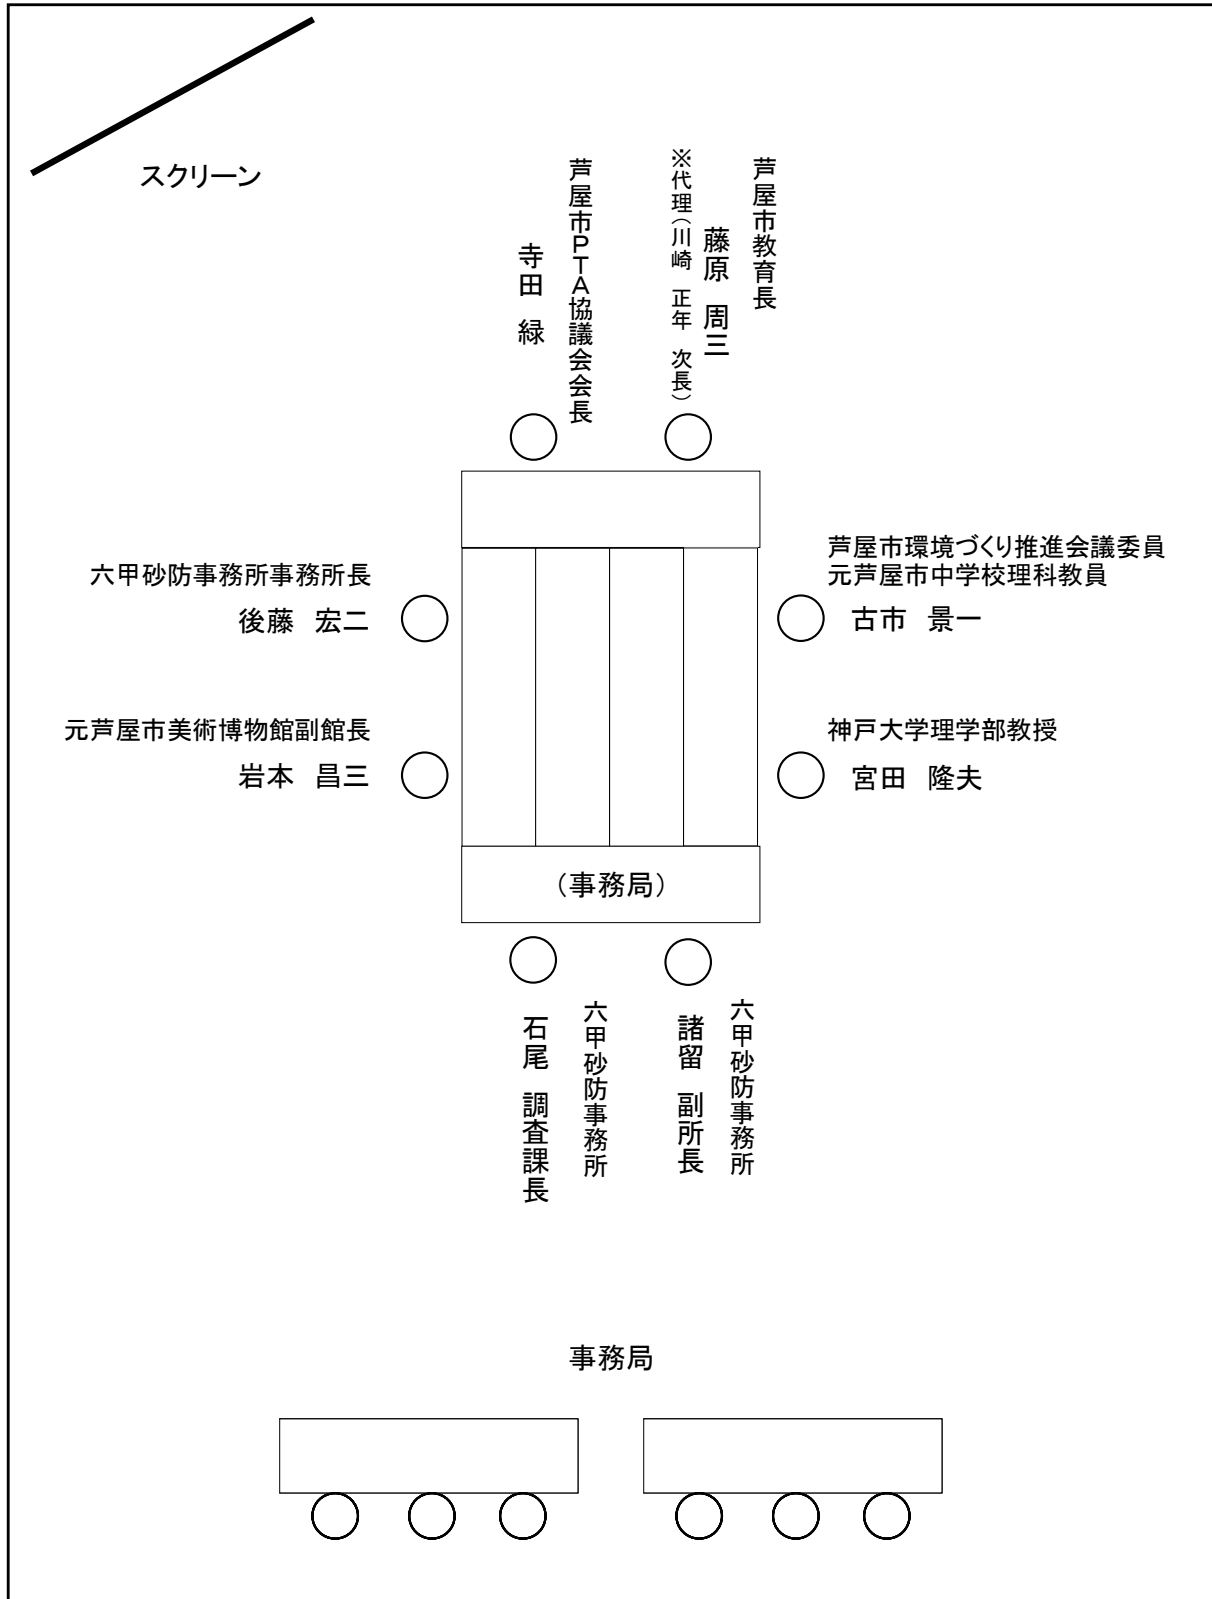 スクリーン
芦屋市教育長
藤原　周三
※代理（川崎　正年　次長）
芦屋市PTA協議会会長
寺田　緑
六甲砂防事務所事務所長
後藤　宏二
芦屋市環境づくり推進会議委員
元芦屋市中学校理科教員
古市　景一
元芦屋市美術博物館副館長
岩本　昌三
神戸大学理学部教授
宮田　隆夫
（事務局）
六甲砂防事務所
諸留　副所長
六甲砂防事務所
石尾　調査課長
事務局